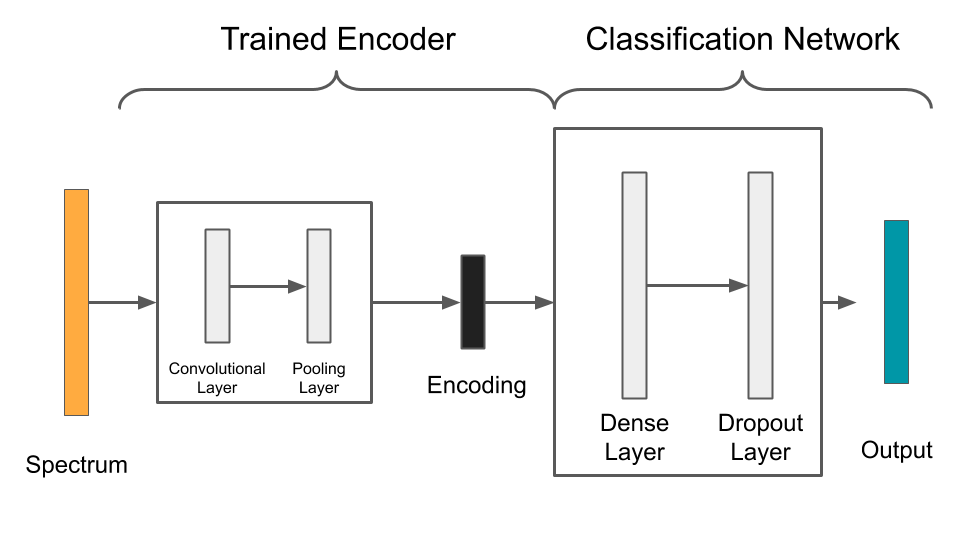 Trained Encoder
Classification Network
Convolutional
Layer
Pooling
Layer
Encoding
Dense
Layer
Dropout
Layer
Spectrum
Output